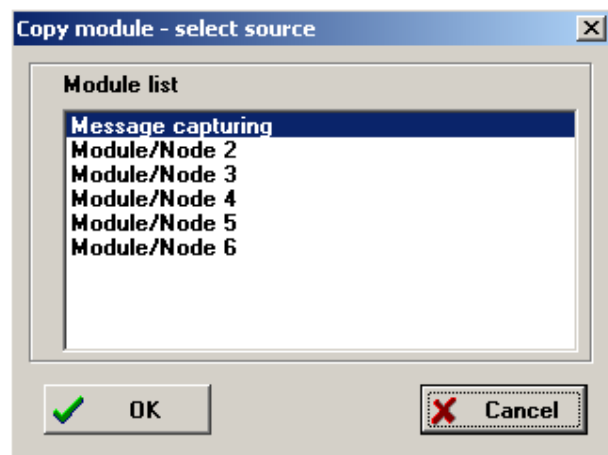 Copy module - select source
Module list
Message capturing
Module/Node 2
Module/Node 3
Module/Node 4
Module/Node 5
Module/Node 6
OK
Cancel